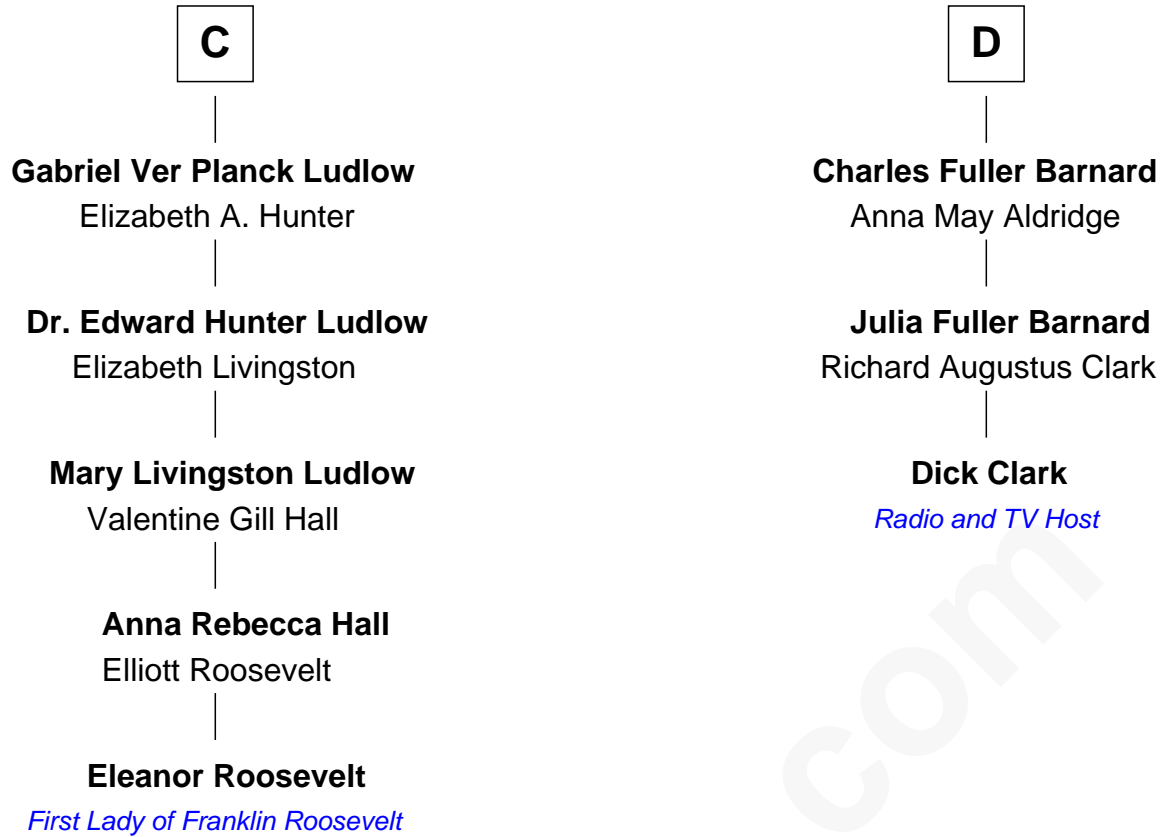 C
Gabriel Ver Planck Ludlow
Elizabeth A. Hunter
Dr. Edward Hunter Ludlow
Elizabeth Livingston
Mary Livingston Ludlow
Valentine Gill Hall
Anna Rebecca Hall
Elliott Roosevelt
Eleanor Roosevelt
First Lady of Franklin Roosevelt
D
Charles Fuller Barnard
Anna May Aldridge
Julia Fuller Barnard
Richard Augustus Clark
Dick Clark
Radio and TV Host
com